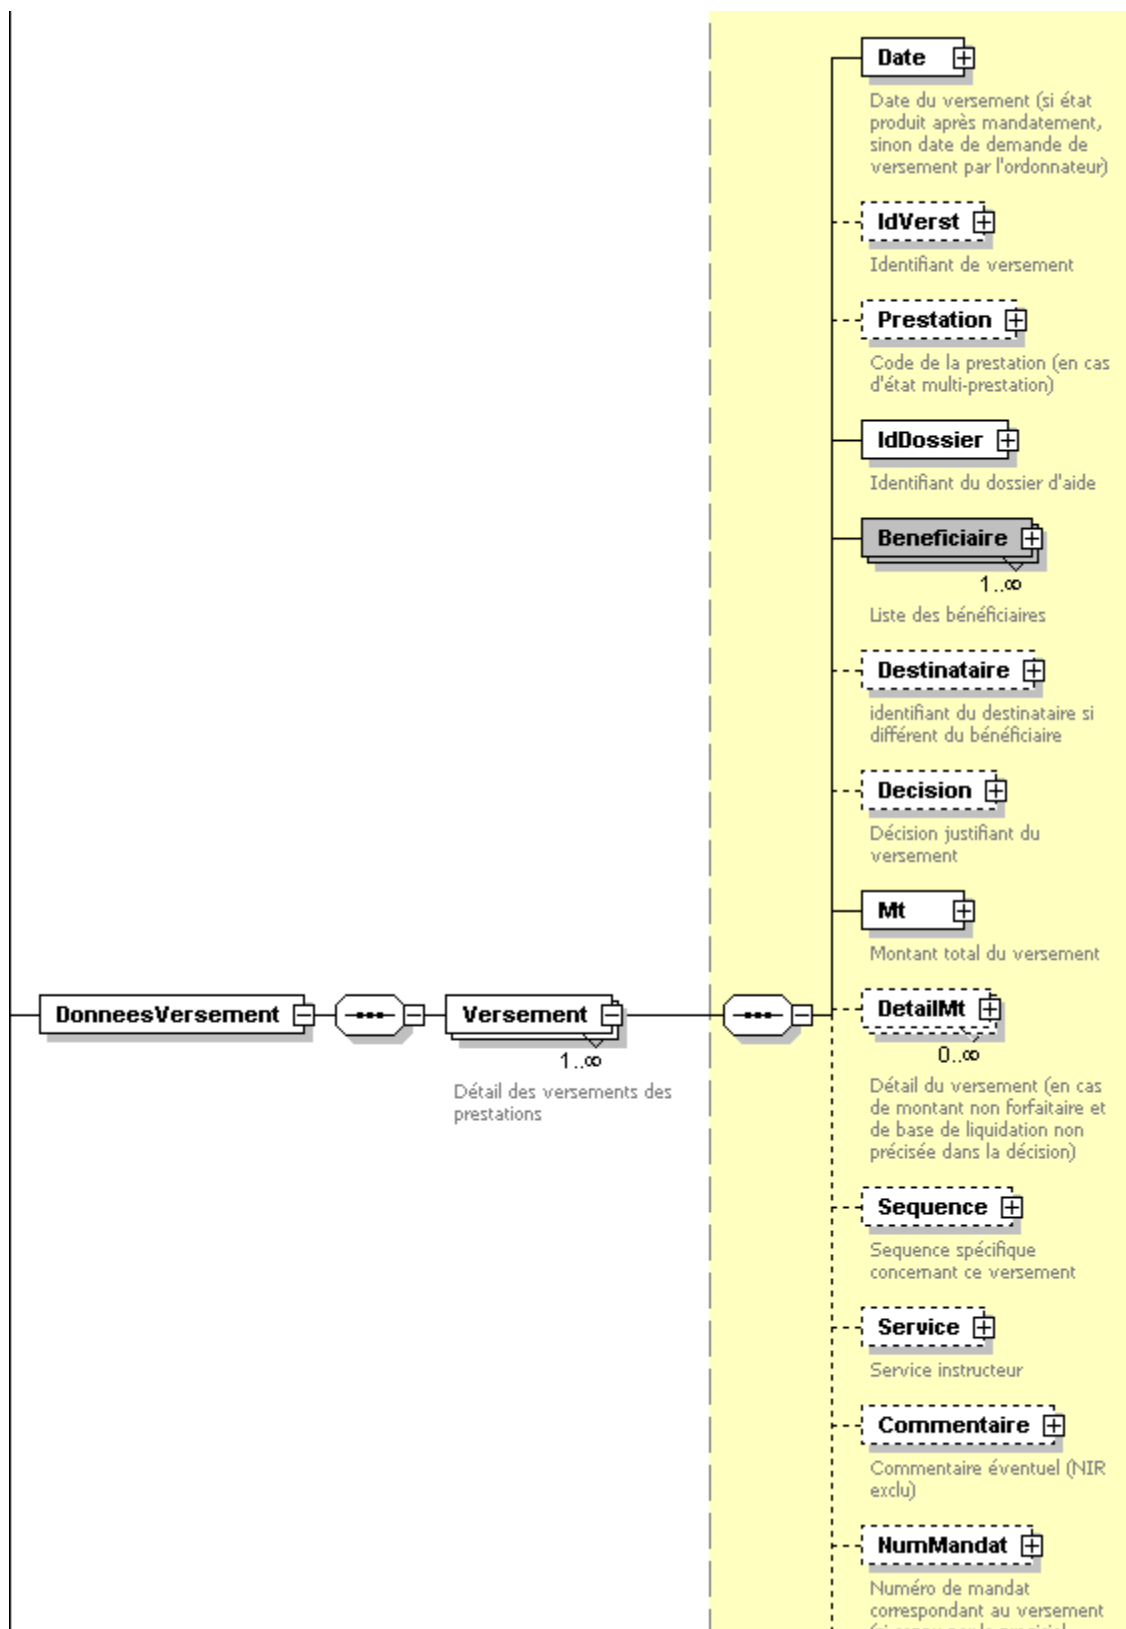 Date
Date du versement (si état
produit après mandatement,
sinon date de demande de
versement par l'ordonnateur)
IdVerst
Identifiant de versement
Prestation
Code de la prestation (en cas
d'état multi-prestation)
IdDossier
Identifiant du dossier d'aide
Beneficiaire
1..∞
Liste des bénéficiaires
Destinataire
identifiant du destinataire si
différent du bénéficiaire
Decision
Décision justifiant du
versement
Mt
Montant total du versement
DonneesVersement
Versement
1..∞
Détail des versements des
prestations
DetailMt
0..∞
Détail du versement (en cas
de montant non forfaitaire et
de base de liquidation non
précisée dans la décision)
Sequence
Sequence spécifique
concernant ce versement
Service
Service instructeur
Commentaire
Commentaire éventuel (NIR
exclu)
NumMandat
Numéro de mandat
correspondant au versement